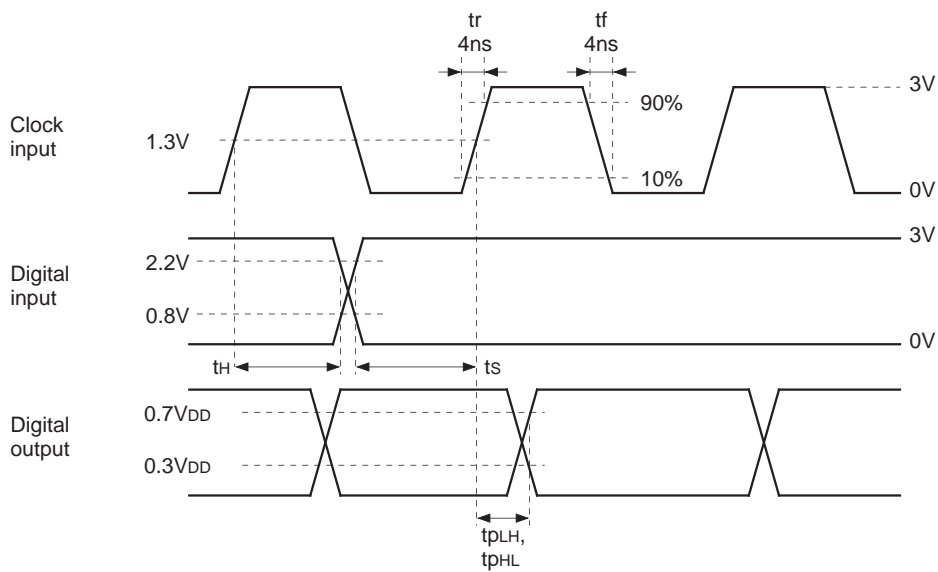 tr
4ns
tf
4ns
3V
90%
Clock
input
1.3V
10%
0V
3V
Digital
input
2.2V
0.8V
0V
tH
tS
Digital
output
0.7VDD
0.3VDD
tpLH,
tpHL